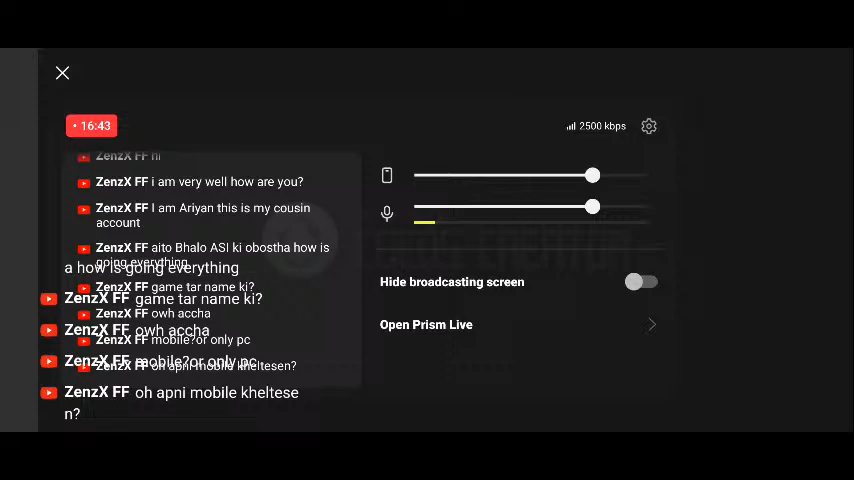 16:43
2500 kbps
ZenzX FF hi
ZenzX FF i am very well how are you?
ZenzX FF I am Ariyan this is my cousin
account
ZenzX FF aito Bhalo ASI ki obostha how is
going everything
ZenzX FF game tar name ki?
ZenzX FF owh accha
ZenzX FF mobile?or only pc
ZenzX FF oh apni mobile kheltesen?
a how is going everything
ZenzX FF game tar name ki?
ZenzX FF owh accha
ZenzX FF mobile?or only pc
ZenzX FF oh apni mobile kheltese
n?
Hide broadcasting screen
Open Prism Live